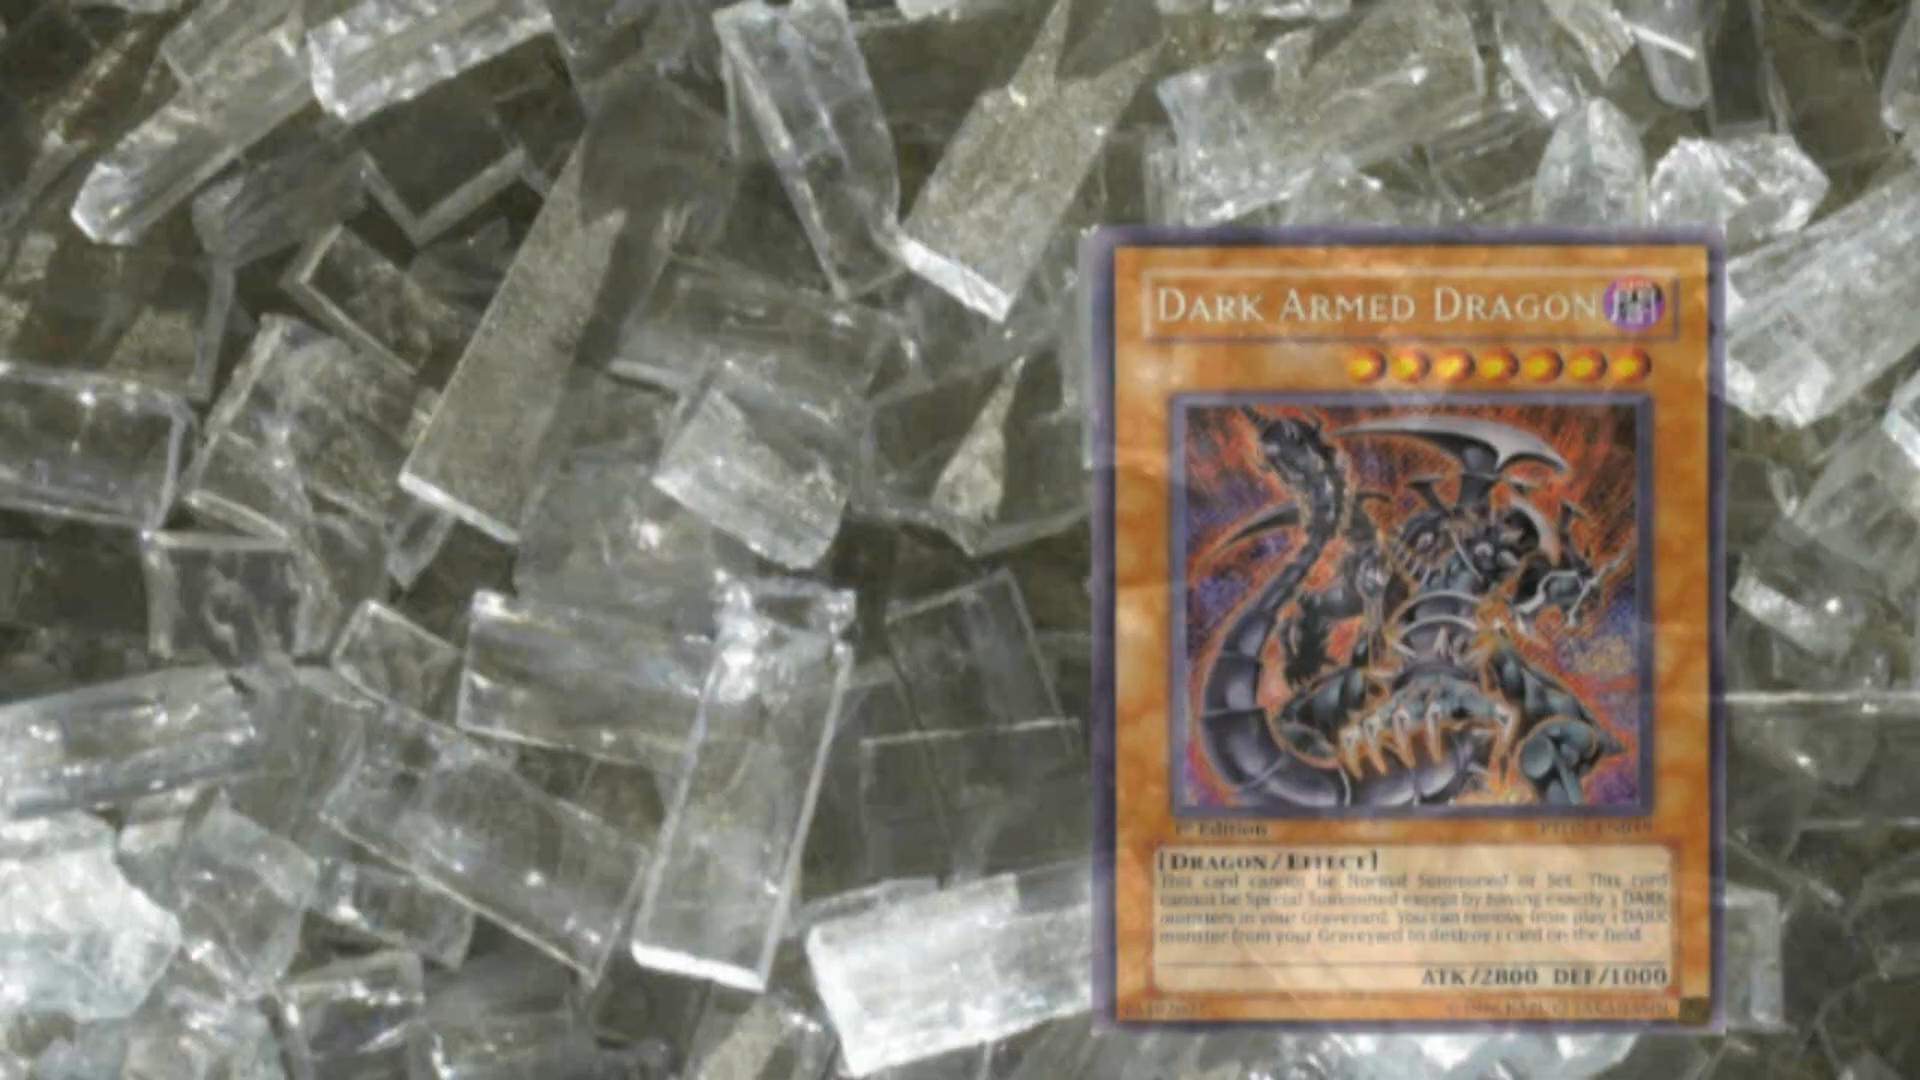 DARK ARMED DRAGON
1st Edition
[DRAGON/EFFECT]
This card cannot be Normal Summoned or Set. This card
cannot be Special Summoned except by having exactly 3 DARK
monsters in your Graveyard. You can remove from play 1 DARK
monster from your Graveyard to destroy 1 card on the field.
ATK/2800 DEF/1000